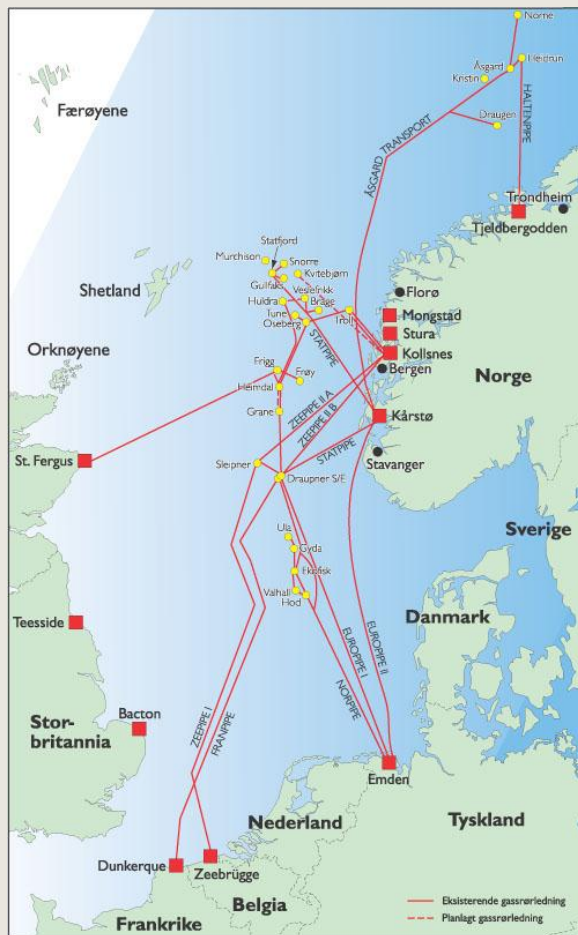 Norne
Åsgard
Heidrun
Kristin
Draugen
HALTENPIPE
ÅSGARD TRANSPORT
Færøyene
Trondheim
Tjeldbergodden
Statfjord
Murchison
Snorre
Kvitebjørn
Gulfaks
Veslefrikk
Huldra
Brage
Tune
Oseberg
Troll
Shetland
Florø
Mongstad
Stura
Kollsnes
Bergen
Orknøyene
STATPIPE
Norge
Frigg
Frøy
Heimdal
Grane
ZEEPIPE II A
ZEEPIPE II B
Kårstø
St. Fergus
Sleipner
STATPIPE
Stavanger
Draupner S/E
Sverige
Ula
Gyda
Ekofisk
Valhall
Hod
Danmark
Teesside
EUROPIPE I
EUROPIPE II
NORPIPE
Stor-
britannia
Bacton
ZEEPIPE I
FRANPIPE
Emden
Nederland
Tyskland
Dunkerque
Zeebrügge
Belgia
Frankrike
Eksisterende gassrørledning
Planlagt gassrørledning